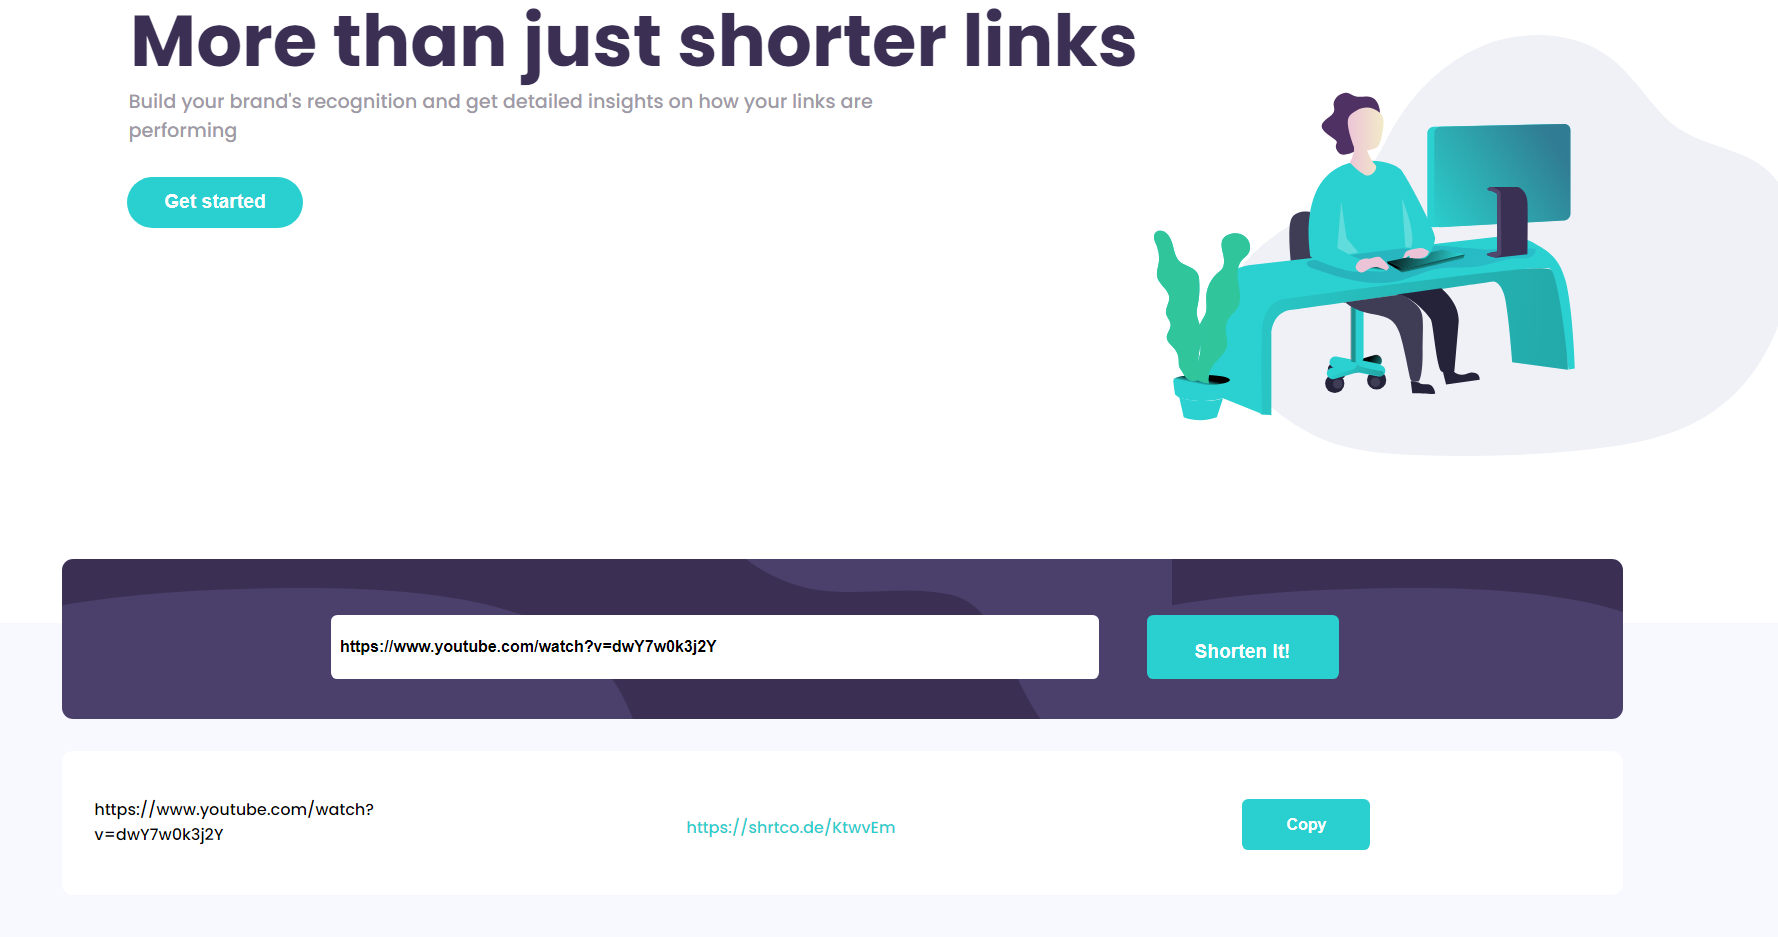 More than just shorter links
Build your brand's recognition and get detailed insights on how your links are
performing
Get started
https://www.youtube.com/watch?v=dwY7w0k3j2Y
Shorten It!
https://www.youtube.com/watch?
v=dwY7w0k3j2Y
https://shrtco.de/KtwvEm
Copy